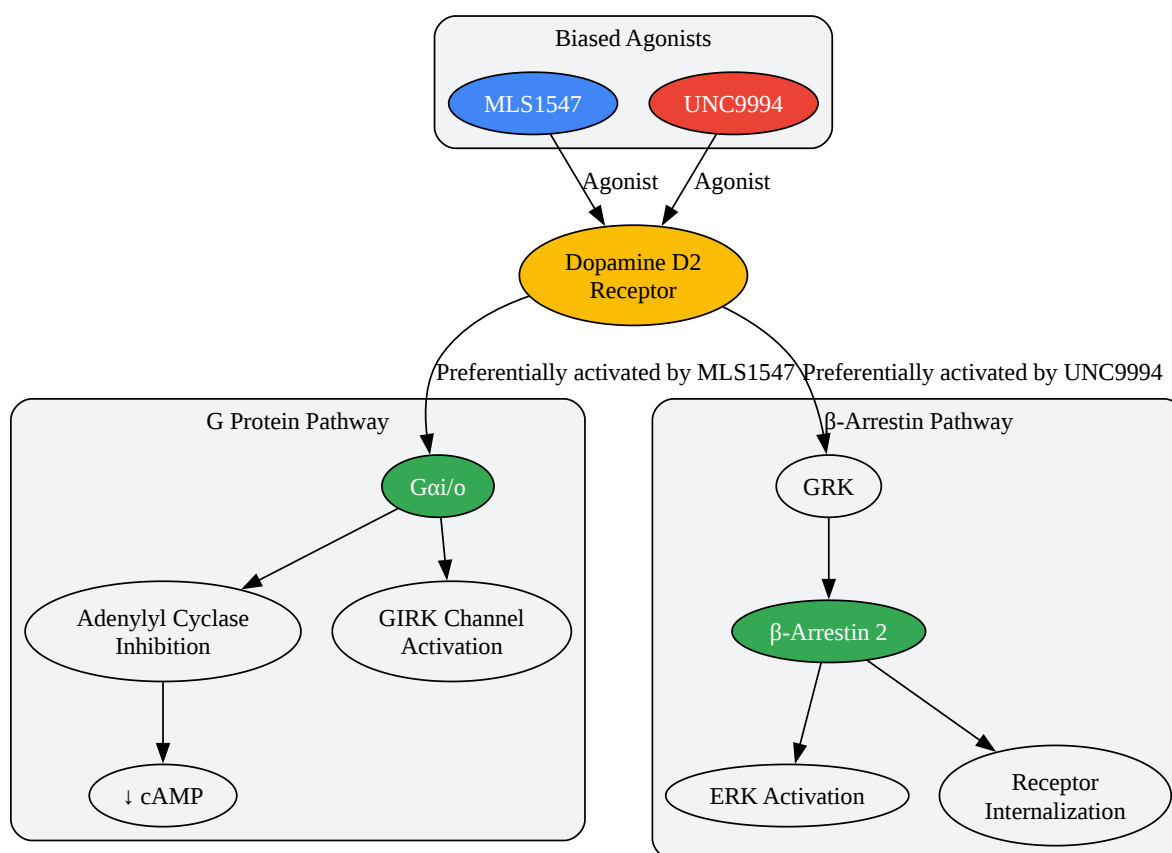 Biased Agonists
MLS1547
UNC9994
Agonist
Agonist
Dopamine D2
Receptor
Preferentially activated by MLS1547
Preferentially activated by UNC9994
G Protein Pathway
β-Arrestin Pathway
Gαi/o
GRK
Adenylyl Cyclase
Inhibition
GIRK Channel
Activation
β-Arrestin 2
↓ cAMP
ERK Activation
Receptor
Internalization